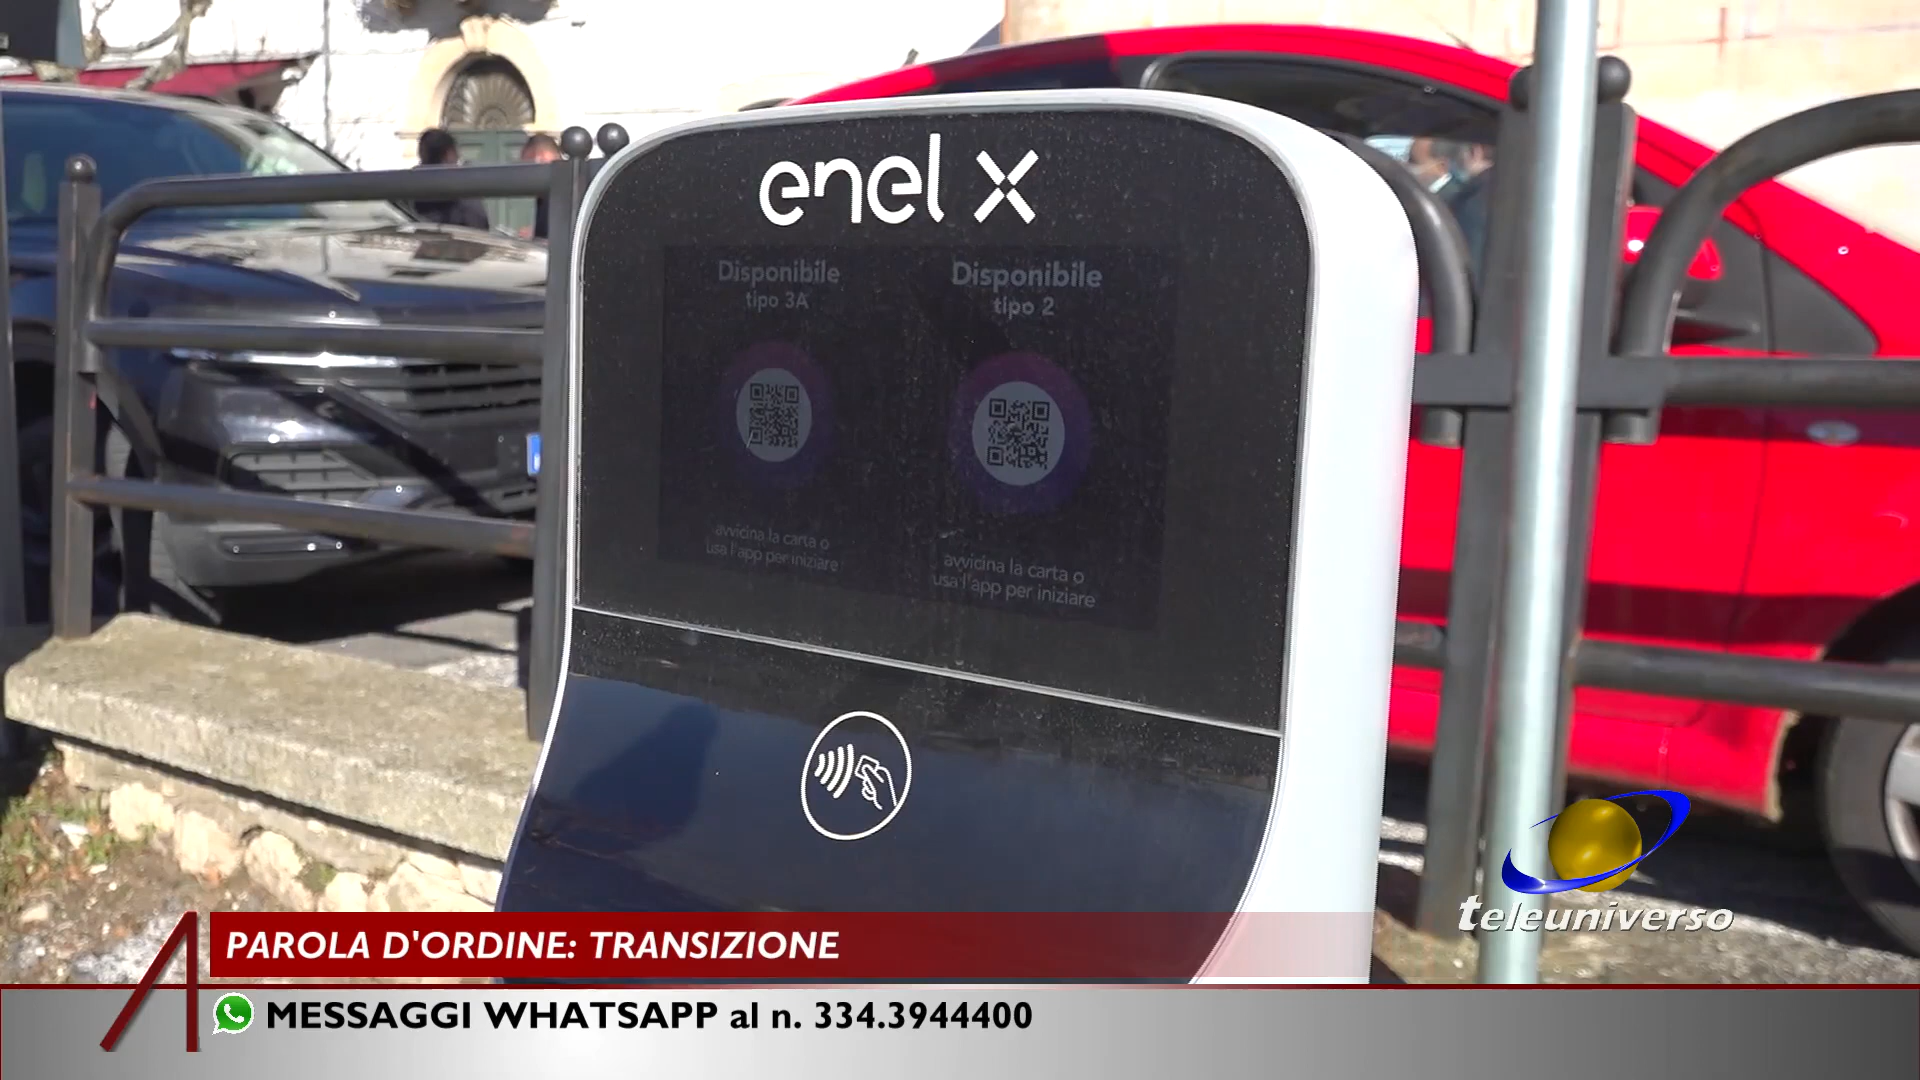 enel x
Disponibile
tipo 3A
Disponibile
tipo 2
avvicina la carta o
usa l'app per iniziare
avvicina la carta o
usa l'app per iniziare
teleuniverso
PAROLA D'ORDINE: TRANSIZIONE
MESSAGGI WHATSAPP al n. 334.3944400